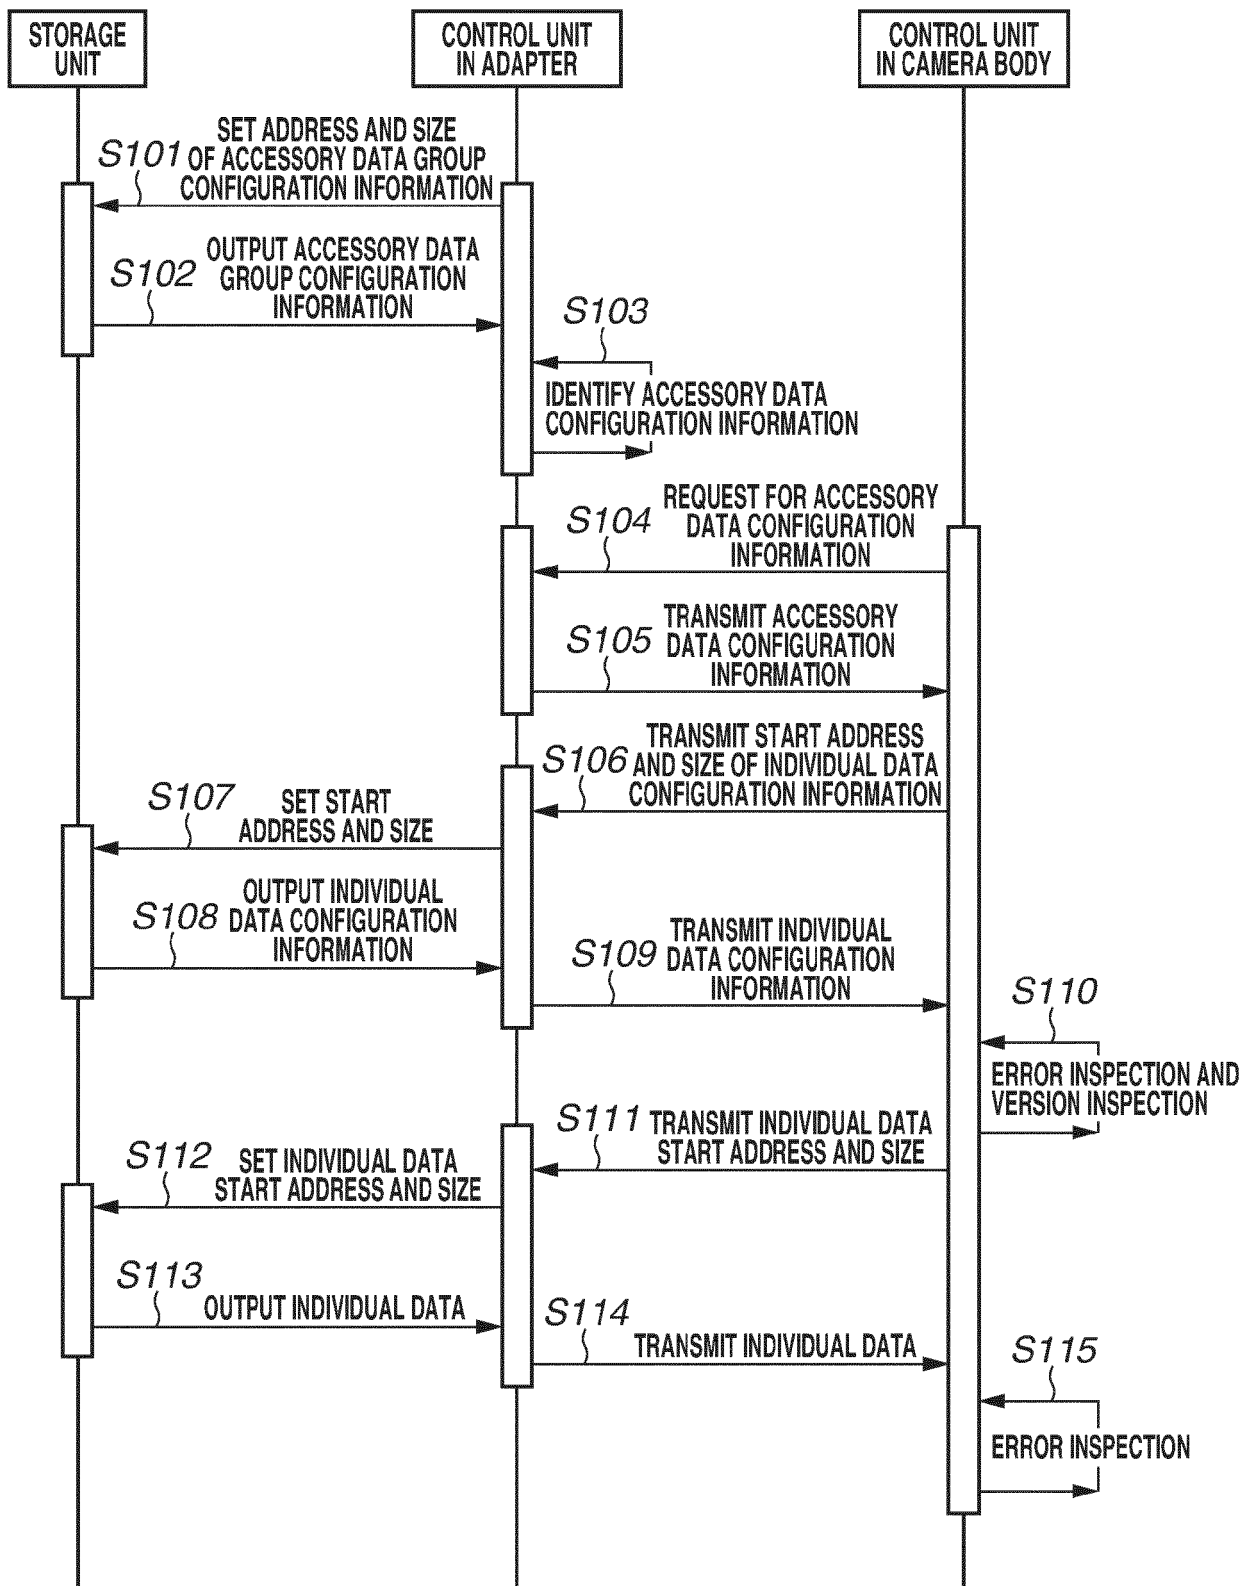 STORAGE
UNIT
CONTROL UNIT
IN ADAPTER
CONTROL UNIT
IN CAMERA BODY
S101
SET ADDRESS AND SIZE
OF ACCESSORY DATA GROUP
CONFIGURATION INFORMATION
S102
OUTPUT ACCESSORY DATA
GROUP CONFIGURATION
INFORMATION
S103
IDENTIFY ACCESSORY DATA
CONFIGURATION INFORMATION
S104
REQUEST FOR ACCESSORY
DATA CONFIGURATION
INFORMATION
S105
TRANSMIT ACCESSORY
DATA CONFIGURATION
INFORMATION
S106
TRANSMIT START ADDRESS
AND SIZE OF INDIVIDUAL DATA
CONFIGURATION INFORMATION
S107
SET START
ADDRESS AND SIZE
S108
OUTPUT INDIVIDUAL
DATA CONFIGURATION
INFORMATION
S109
TRANSMIT INDIVIDUAL
DATA CONFIGURATION
INFORMATION
S110
ERROR INSPECTION AND
VERSION INSPECTION
S111
TRANSMIT INDIVIDUAL DATA
START ADDRESS AND SIZE
S112
SET INDIVIDUAL DATA
START ADDRESS AND SIZE
S113
OUTPUT INDIVIDUAL DATA
S114
TRANSMIT INDIVIDUAL DATA
S115
ERROR INSPECTION